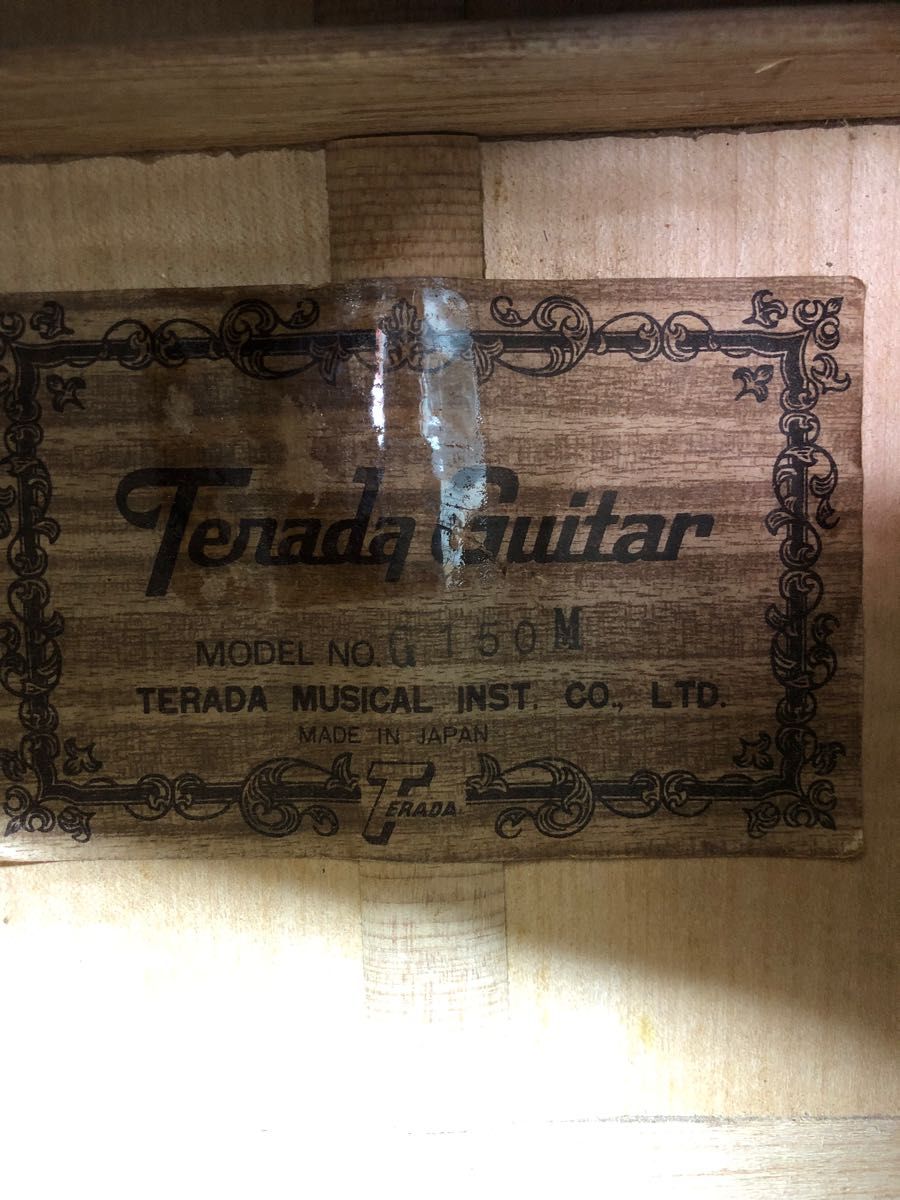 Terada Guitar
MODEL NO. G 150 M
TERADA MUSICAL INST. CO., LTD.
MADE IN JAPAN
TERADA